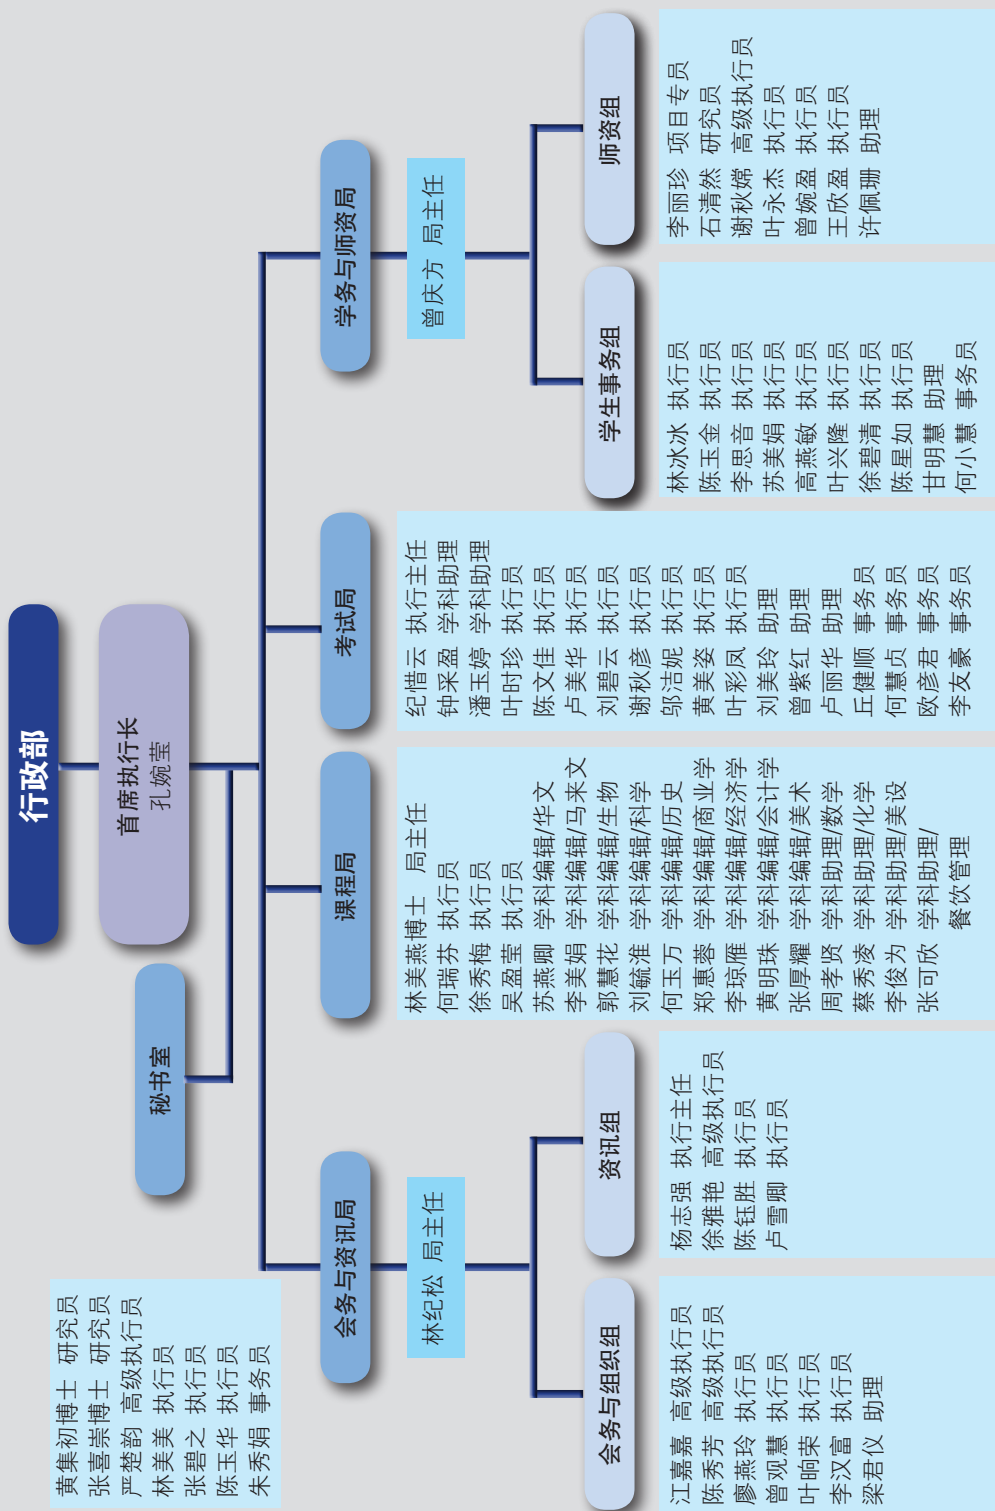 行政部
首席执行长
孔婉莹
秘书室
黄集初博士 研究员
张喜崇博士 研究员
严楚韵 高级执行员
林美美 执行员
张碧之 执行员
陈玉华 执行员
朱秀娟 事务员
会务与资讯局
林纪松 局主任
会务与组织组
江嘉嘉 高级执行员
陈秀芳 高级执行员
廖燕玲 执行员
曾观慧 执行员
叶晌荣 执行员
李汉富 执行员
梁君仪 助理
资讯组
杨志强 执行主任
徐雅艳 高级执行员
陈钰胜 执行员
卢雪卿 执行员
课程局
林美燕博士 局主任
何瑞芬 执行员
徐秀梅 执行员
吴盈莹 执行员
苏燕卿 学科编辑/华文
李美娟 学科编辑/马来文
郭慧花 学科编辑/生物
刘毓淮 学科编辑/科学
何玉万 学科编辑/历史
郑惠蓉 学科编辑/商业学
李琼雁 学科编辑/经济学
黄明珠 学科编辑/会计学
张厚耀 学科编辑/美术
周孝贤 学科助理/数学
蔡秀凌 学科助理/化学
李俊为 学科助理/美设
张可欣 学科助理/
餐饮管理
考试局
纪惜云 执行主任
钟采盈 学科助理
潘玉婷 学科助理
叶时珍 执行员
陈文佳 执行员
卢美华 执行员
刘碧云 执行员
谢秋彦 执行员
邬洁妮 执行员
黄美姿 执行员
叶彩凤 执行员
刘美玲 助理
曾紫红 助理
卢丽华 助理
丘健顺 事务员
何慧贞 事务员
欧彦君 事务员
李友豪 事务员
学务与师资局
曾庆方 局主任
学生事务组
林冰冰 执行员
陈玉金 执行员
李思音 执行员
苏美娟 执行员
高燕敏 执行员
叶兴隆 执行员
徐碧清 执行员
陈星如 执行员
甘明慧 助理
何小慧 事务员
师资组
李丽珍 项目专员
石清然 研究员
谢秋嫦 高级执行员
叶永杰 执行员
曾婉盈 执行员
王欣盈 执行员
许佩珊 助理